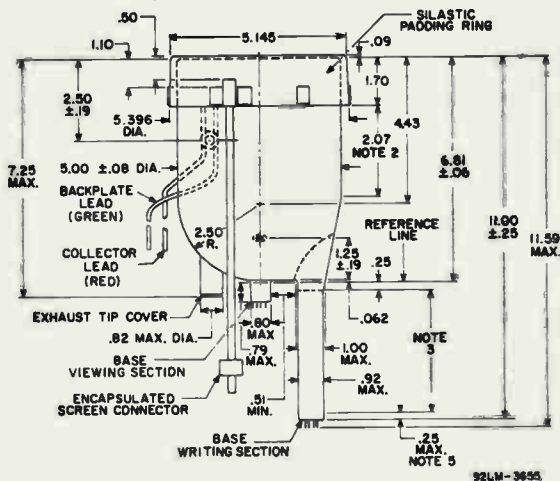 .50
5.145
SILASTIC
PADDING RING
1.10
.09
1.70
2.50
±.19
5.396
DIA.
2.07
NOTE 2
4.43
7.25
MAX.
5.00 ±.08 DIA.
6.81
±.06
BACKPLATE
LEAD
(GREEN)
REFERENCE
LINE
11.00
±.25
11.59
MAX.
2.50
R.
1.25
±.19
.25
COLLECTOR
LEAD
(RED)
EXHAUST TIP COVER
.062
.82 MAX. DIA.
.80
MAX
.79
MAX.
1.00
MAX.
NOTE
3
BASE
VIEWING SECTION
.92
MAX.
.51
MIN.
ENCAPSULATED
SCREEN CONNECTOR
BASE
WRITING SECTION
.25
MAX.
NOTE 5
92LM-3655